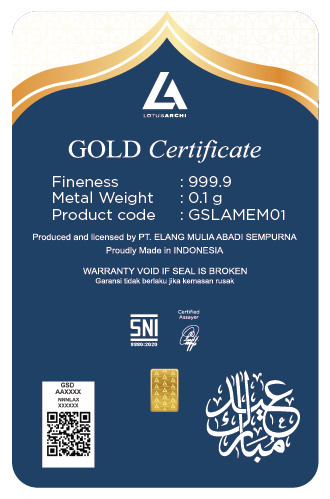 LOTUSARCHI
GOLD Certificate
Fineness : 999.9
Metal Weight : 0.1 g
Product code : GSLAMEM01
Produced and licensed by PT. ELANG MULIA ABADI SEMPURNA
Proudly Made in INDONESIA
WARRANTY VOID IF SEAL IS BROKEN
Garansi tidak berlaku jika kemasan rusak
SNI
8880:2020
Certified
Assayer
GSD
AAXXXX
NNNLAX
XXXXXX
عيد مبارك